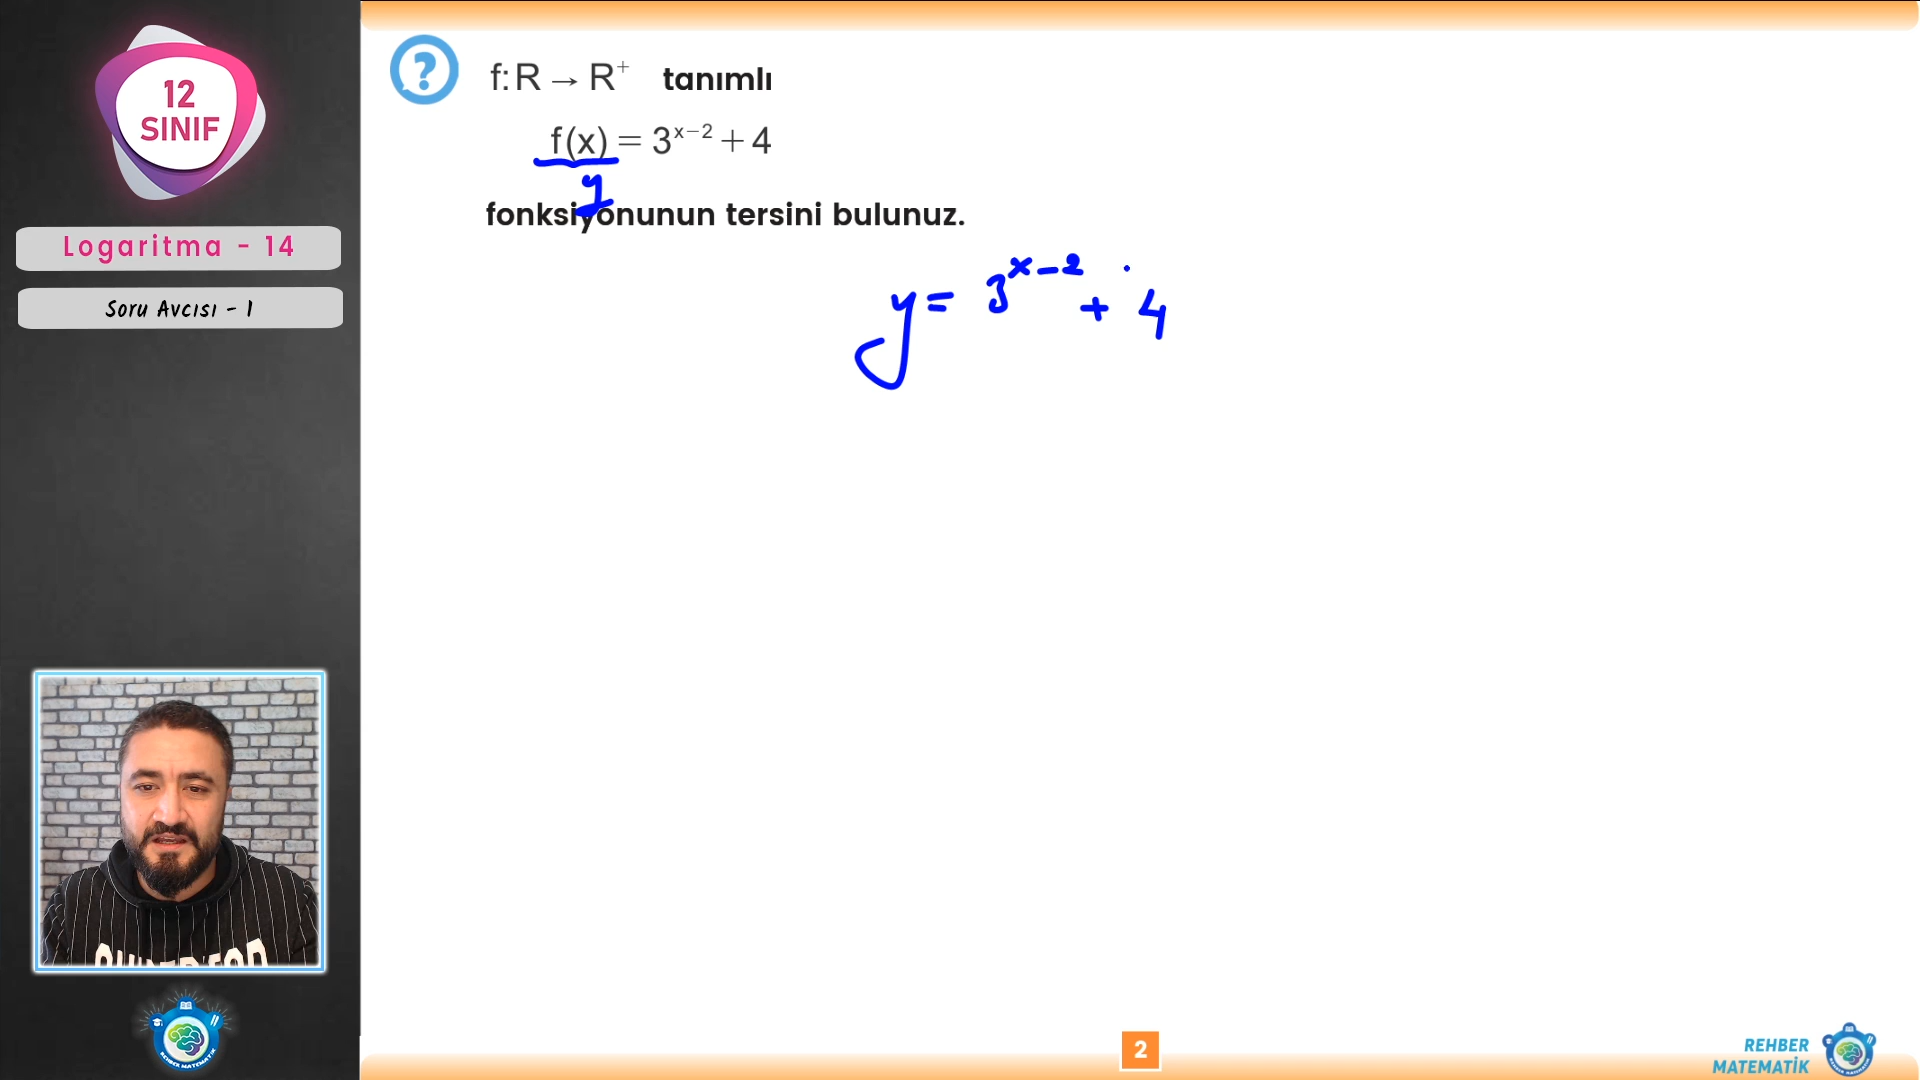 12
SINIF
Logaritma - 14
Soru Avcısı - 1
?
f: R → R⁺ tanımlı
f(x) = 3ˣ⁻² + 4
y
fonksiyonunun tersini bulunuz.
y = 3ˣ⁻² + 4
2
REHBER
MATEMATİK